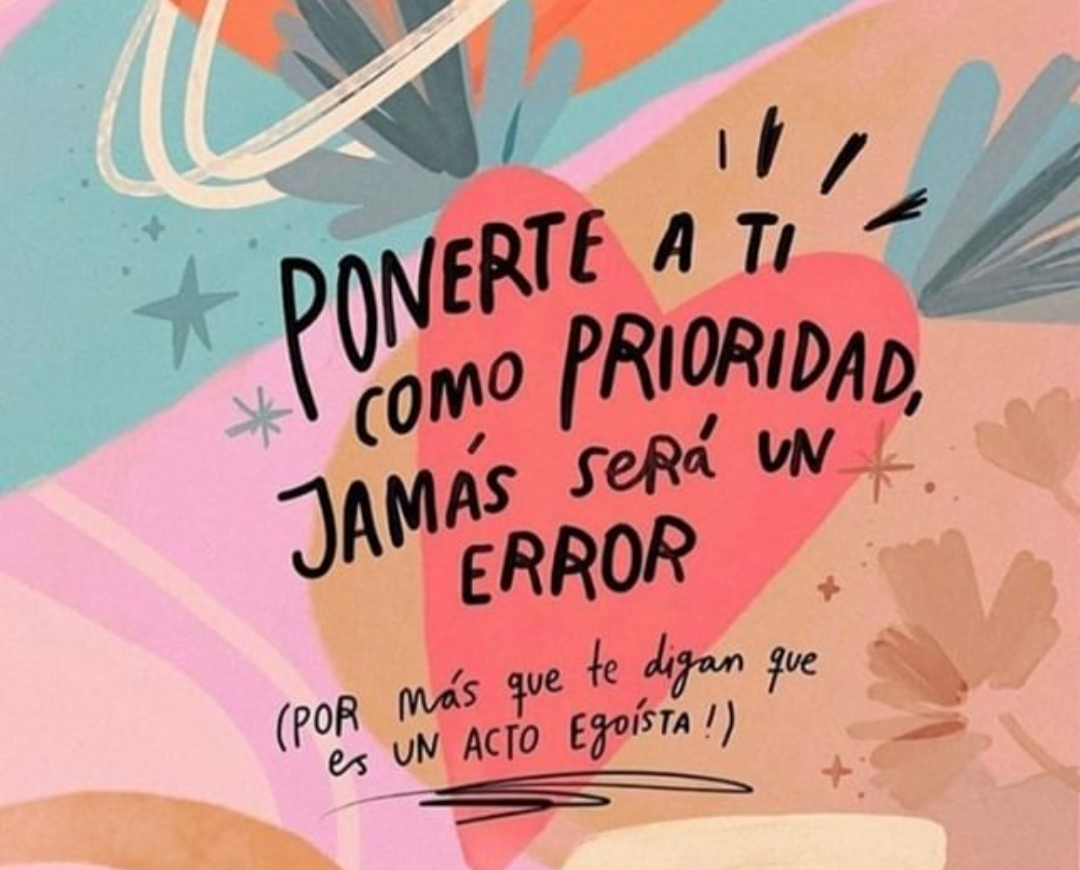 PONERTE A TI
como PRIORIDAD,
JAMÁS seRá UN
ERROR
(POR más que te digan que
es UN ACTO EgoísTA!)